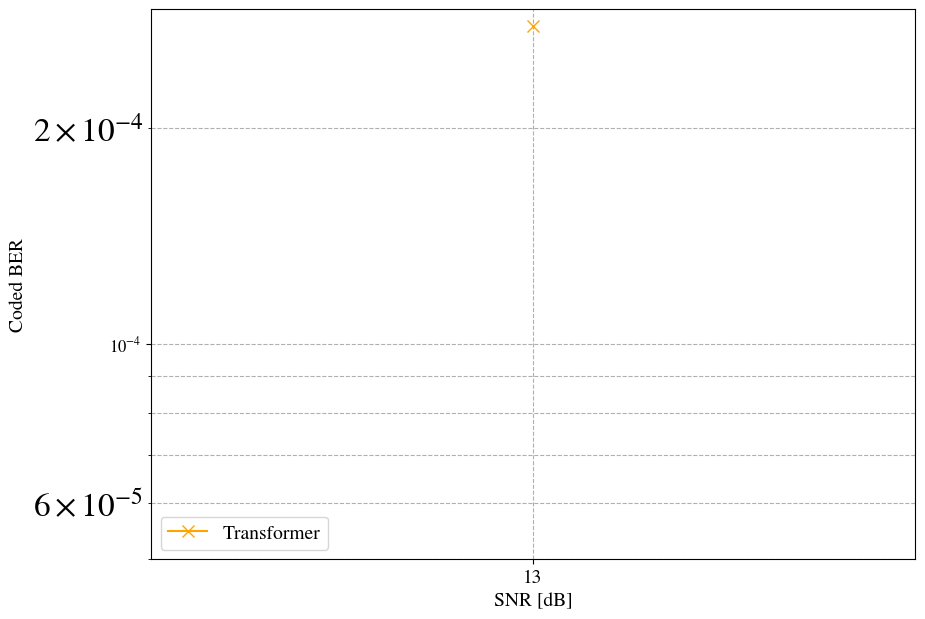 2×10⁻⁴
Coded BER
10⁻⁴
6×10⁻⁵
Transformer
13
SNR [dB]